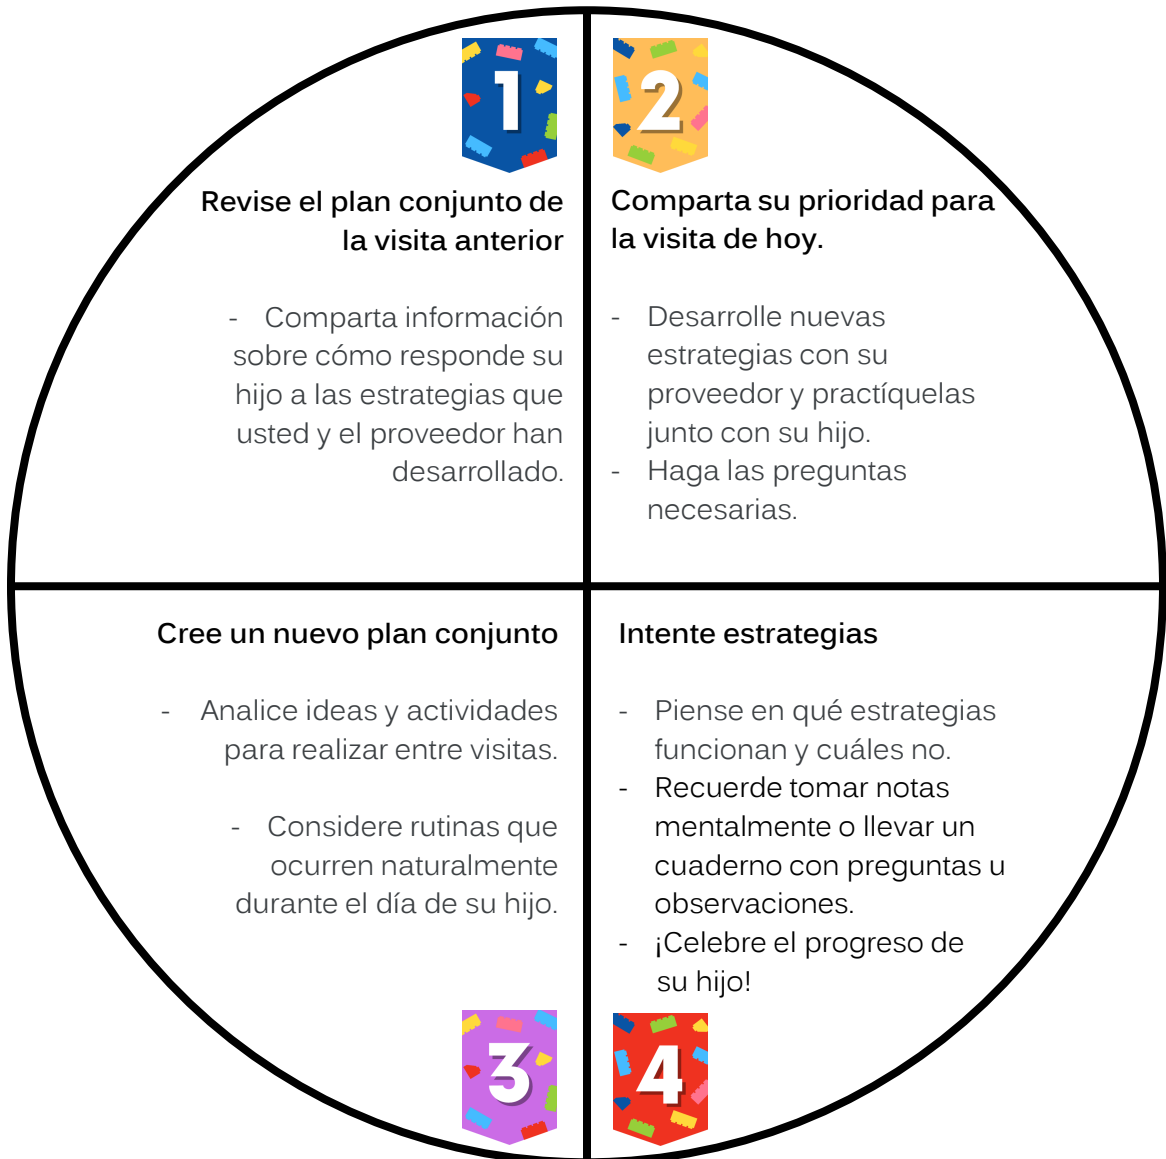 1
Revise el plan conjunto de
la visita anterior
- Comparta información
sobre cómo responde su
hijo a las estrategias que
usted y el proveedor han
desarrollado.
2
Comparta su prioridad para
la visita de hoy.
- Desarrolle nuevas
estrategias con su
proveedor y practíquelas
junto con su hijo.
- Haga las preguntas
necesarias.
Cree un nuevo plan conjunto
- Analice ideas y actividades
para realizar entre visitas.
- Considere rutinas que
ocurren naturalmente
durante el día de su hijo.
3
Intente estrategias
- Piense en qué estrategias
funcionan y cuáles no.
- Recuerde tomar notas
mentalmente o llevar un
cuaderno con preguntas u
observaciones.
- ¡Celebre el progreso de
su hijo!
4